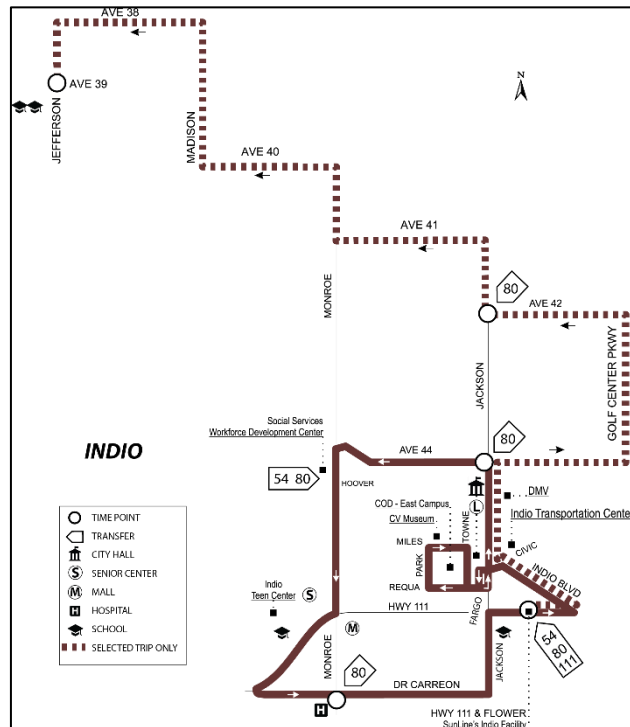 AVE 38
AVE 39
JEFFERSON
MADISON
N
AVE 40
AVE 41
MONROE
80
AVE 42
GOLF CENTER PKWY
JACKSON
Social Services
Workforce Development Center
INDIO
AVE 44
80
54 80
HOOVER
DMV
COD - East Campus
CV Museum
TOWNE
L
Indio Transportation Center
CIVIC
MILES
PARK
REQUA
INDIO BLVD
FARGO
HWY 111
Indio
Teen Center
S
M
MONROE
80
JACKSON
54
80
111
DR CARREON
H
HWY 111 & FLOWER
SunLine's Indio Facility
TIME POINT
TRANSFER
CITY HALL
S SENIOR CENTER
M MALL
H HOSPITAL
SCHOOL
SELECTED TRIP ONLY